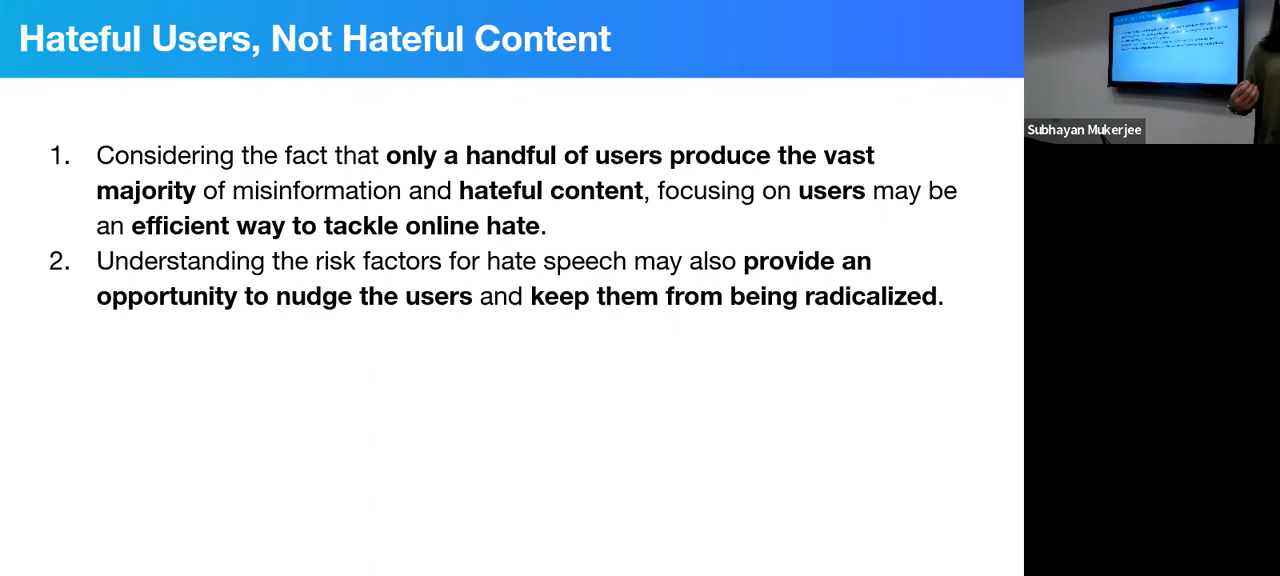 Hateful Users, Not Hateful Content
1. Considering the fact that only a handful of users produce the vast
majority of misinformation and hateful content, focusing on users may be
an efficient way to tackle online hate.
2. Understanding the risk factors for hate speech may also provide an
opportunity to nudge the users and keep them from being radicalized.
Subhayan Mukerjee